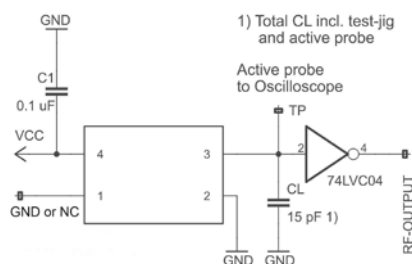 GND
1) Total CL incl. test-jig
and active probe
C1
0.1 uF
Active probe
to Oscilloscope
TP
VCC
4
3
2
4
74LVC04
1
2
GND or NC
CL
15 pF 1)
GND
GND
RF-OUTPUT